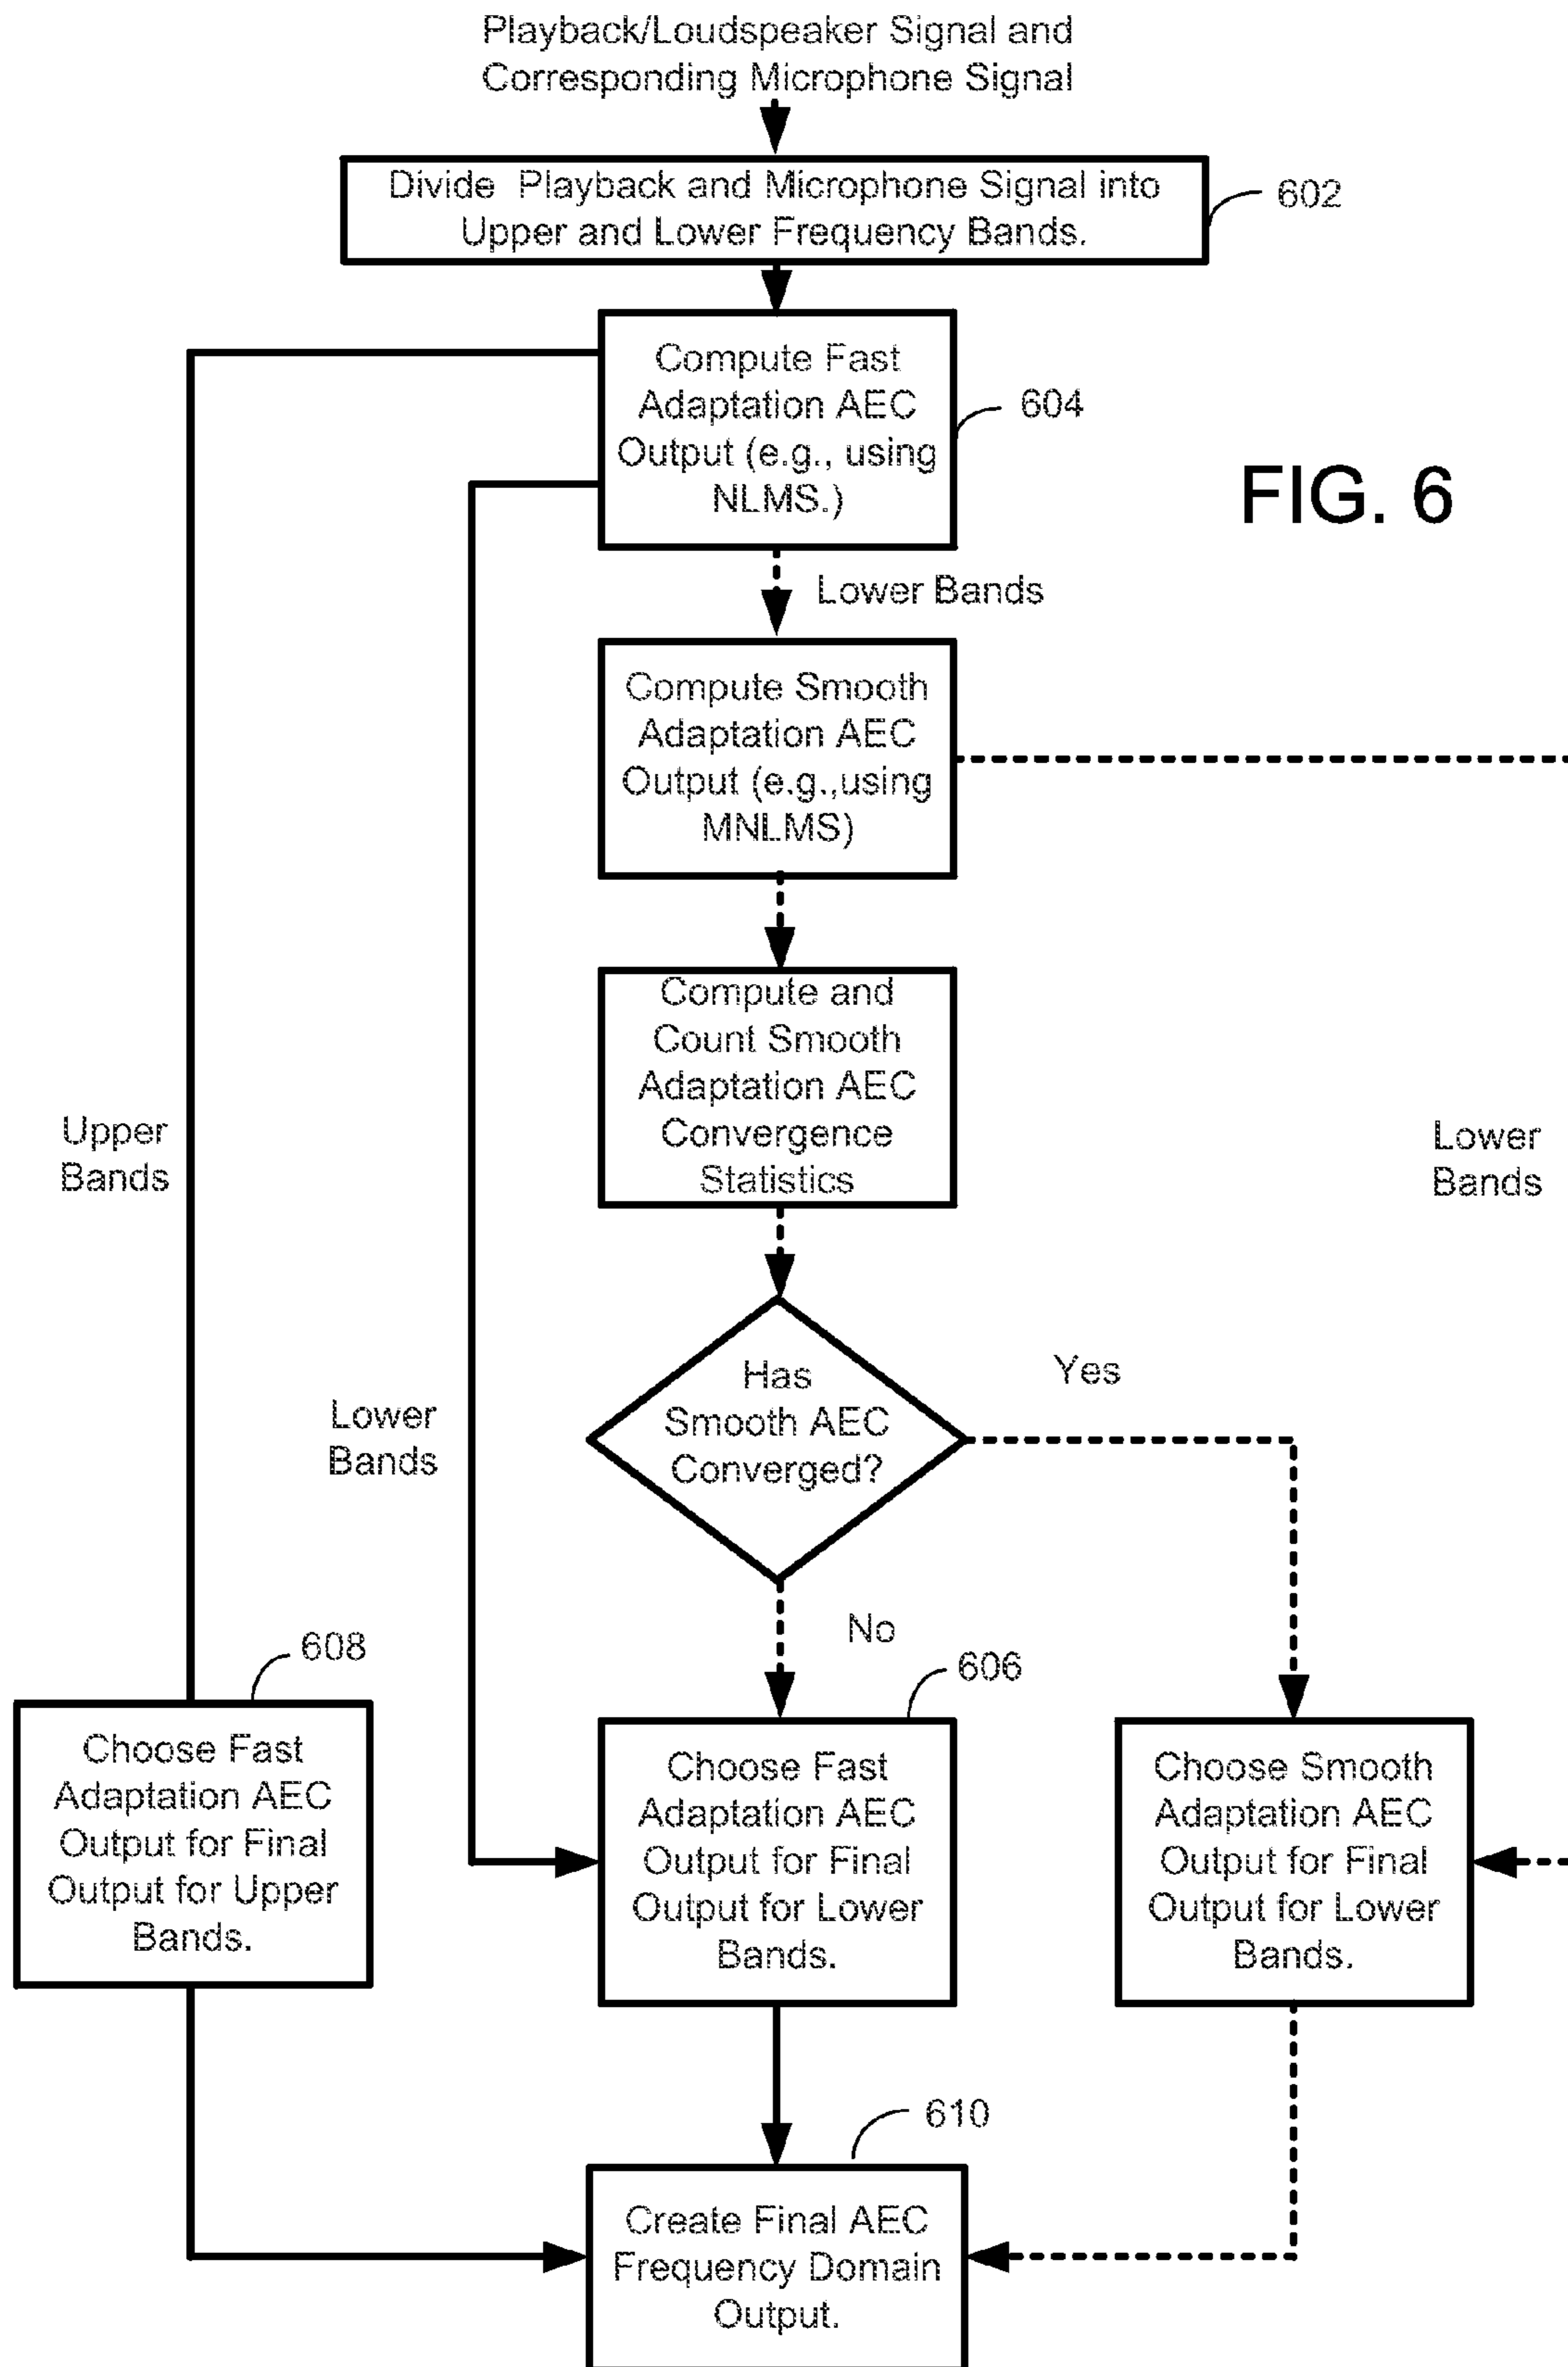 Playback/Loudspeaker Signal and
Corresponding Microphone Signal
Divide Playback and Microphone Signal into
Upper and Lower Frequency Bands.
602
Compute Fast
Adaptation AEC
Output (e.g., using
NLMS.)
604
FIG. 6
Lower Bands
Compute Smooth
Adaptation AEC
Output (e.g.,using
MNLMS)
Compute and
Count Smooth
Adaptation AEC
Convergence
Statistics
Upper
Bands
Lower
Bands
Has
Smooth AEC
Converged?
Yes
Lower
Bands
No
608
606
Choose Fast
Adaptation AEC
Output for Final
Output for Upper
Bands.
Choose Fast
Adaptation AEC
Output for Final
Output for Lower
Bands.
Choose Smooth
Adaptation AEC
Output for Final
Output for Lower
Bands.
610
Create Final AEC
Frequency Domain
Output.